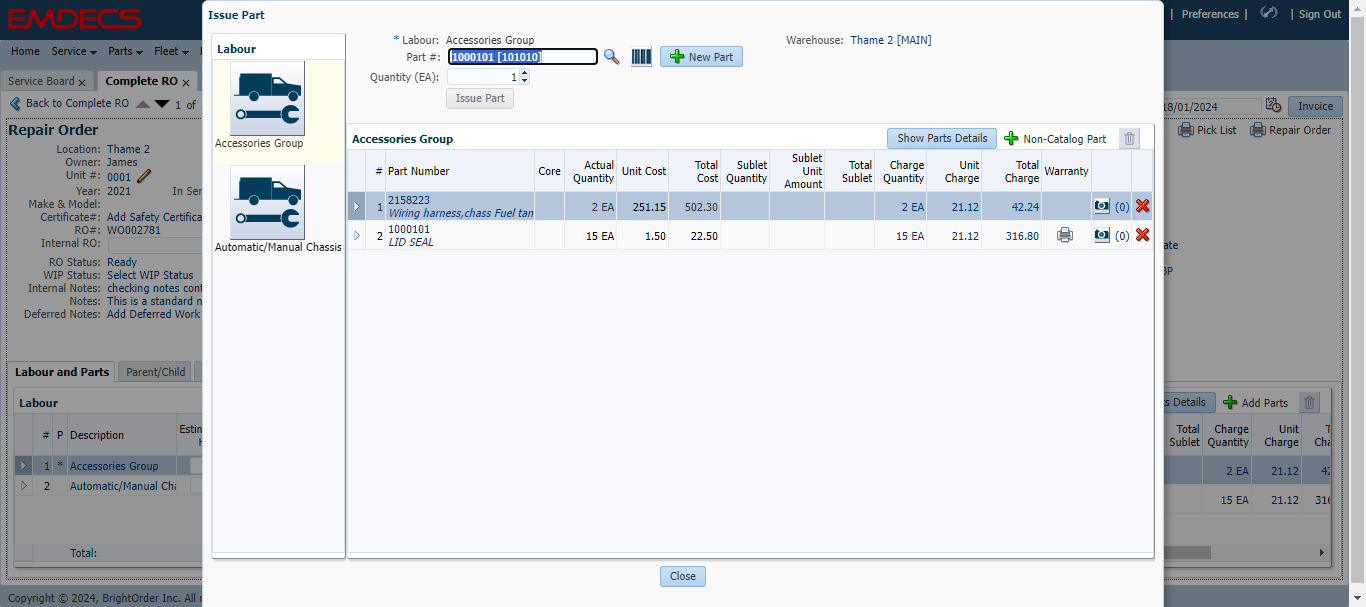 EMDECS
Issue Part
| Preferences |
| Sign Out
Home Service Parts Fleet
Service Board x
Complete RO x
Back to Complete RO
1 of
18/01/2024
Invoice
Pick List
Repair Order
Repair Order
Location: Thame 2
Owner: James
Unit #: 0001
Year: 2021
In Ser
Make & Model:
Certificate#: Add Safety Certifica
RO#: WO002781
Internal RO:
RO Status: Ready
WIP Status: Select WIP Status
Internal Notes: checking notes cont
Notes: This is a standard n
Deferred Notes: Add Deferred Work
Labour and Parts
Parent/Child
Labour
# P Description
1 * Accessories Group
2 Automatic/Manual Cha
Total:
Copyright © 2024, BrightOrder Inc. All
Labour
Accessories Group
Automatic/Manual Chassis
* Labour: Accessories Group
Warehouse: Thame 2 [MAIN]
Part #: 1000101 [101010]
New Part
Quantity (EA): 1
Issue Part
Accessories Group
Show Parts Details
Non-Catalog Part
# Part Number Core Actual Quantity Unit Cost Total Cost Sublet Quantity Sublet Unit Amount Total Sublet Charge Quantity Unit Charge Total Charge Warranty
1 2158223 2 EA 251.15 502.30 2 EA 21.12 42.24 (0)
Wiring harness,chass Fuel tan
2 1000101 15 EA 1.50 22.50 15 EA 21.12 316.80 (0)
LID SEAL
Close
ate
BP
s Details
Add Parts
Total Sublet Charge Quantity Unit Charge
2 EA 21.12 42
15 EA 21.12 316